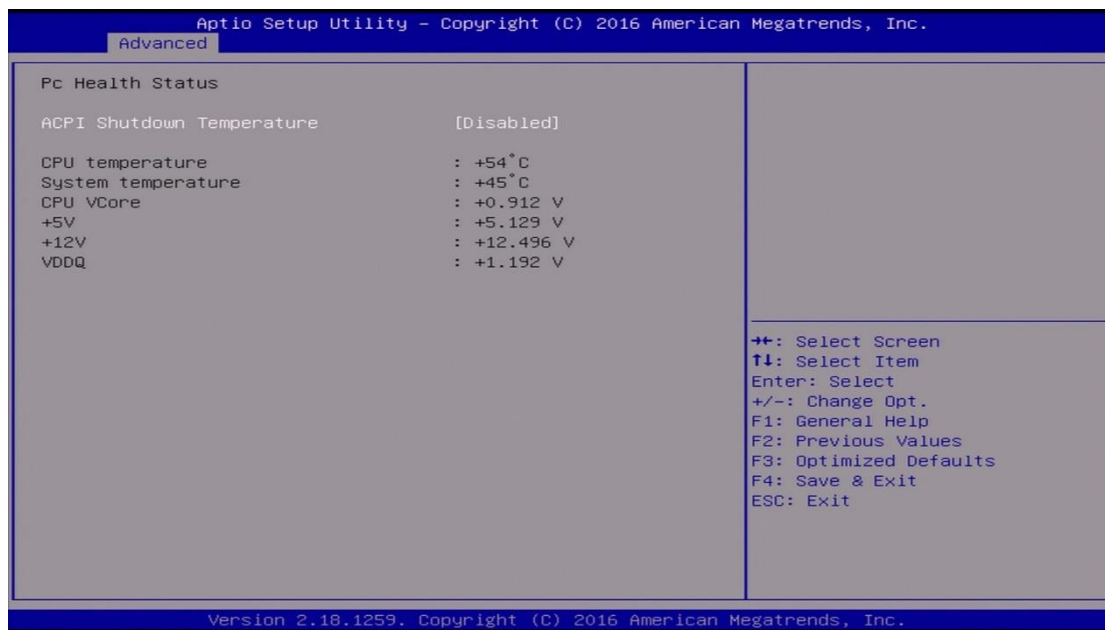 Aptio Setup Utility – Copyright (C) 2016 American Megatrends, Inc.
Advanced
Pc Health Status
ACPI Shutdown Temperature [Disabled]
CPU temperature : +54°C
System temperature : +45°C
CPU VCore : +0.912 V
+5V : +5.129 V
+12V : +12.496 V
VDDQ : +1.192 V
→←: Select Screen
↑↓: Select Item
Enter: Select
+/-: Change Opt.
F1: General Help
F2: Previous Values
F3: Optimized Defaults
F4: Save & Exit
ESC: Exit
Version 2.18.1259. Copyright (C) 2016 American Megatrends, Inc.